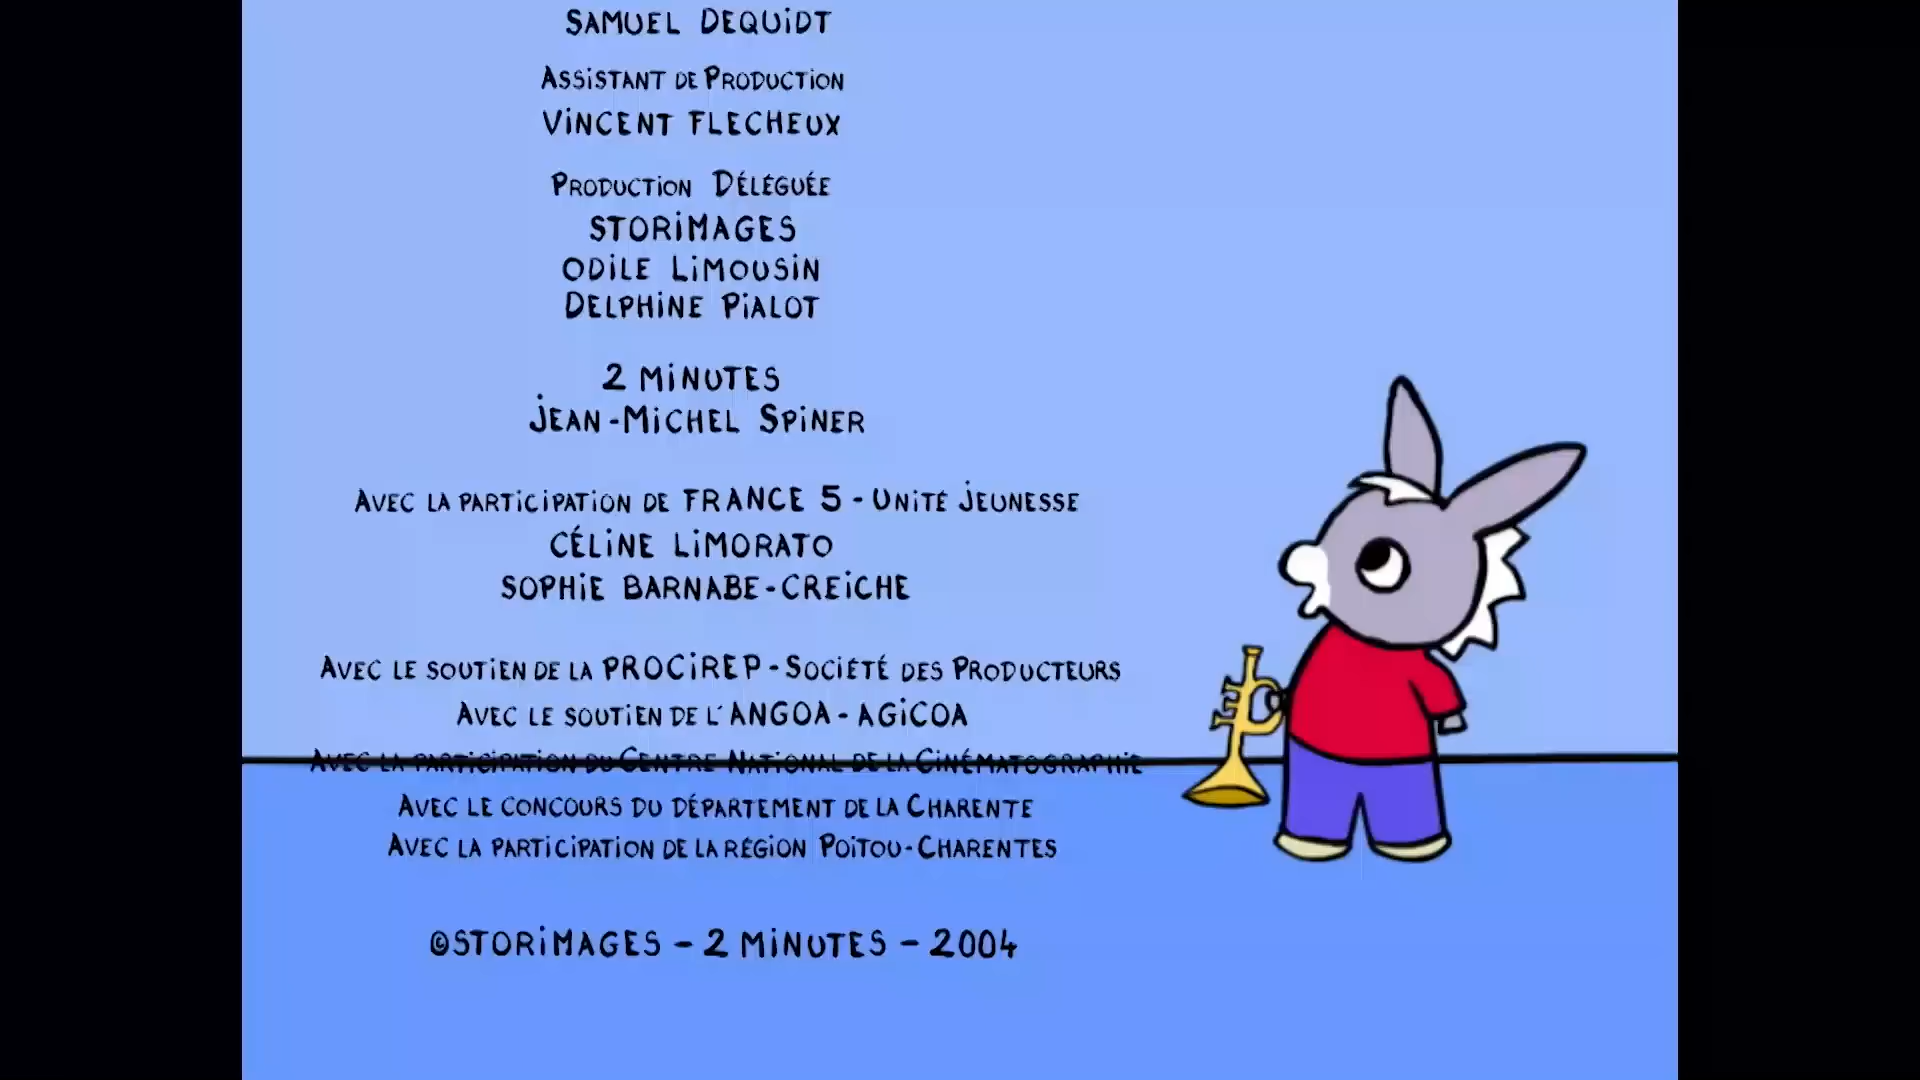 SAMUEL DEQUIDT
ASSISTANT DE PRODUCTION
VINCENT FLECHEUX
PRODUCTION DÉLÉGUÉE
STORIMAGES
ODILE LIMOUSIN
DELPHINE PIALOT
2 MINUTES
JEAN-MICHEL SPINER
AVEC LA PARTICIPATION DE FRANCE 5 - UNITÉ JEUNESSE
CÉLINE LIMORATO
SOPHIE BARNABE-CREICHE
AVEC LE SOUTIEN DE LA PROCIREP - SOCIÉTÉ DES PRODUCTEURS
AVEC LE SOUTIEN DE L'ANGOA - AGICOA
AVEC LA PARTICIPATION DU CENTRE NATIONAL DE LA CINÉMATOGRAPHIE
AVEC LE CONCOURS DU DÉPARTEMENT DE LA CHARENTE
AVEC LA PARTICIPATION DE LA RÉGION POITOU-CHARENTES
©STORIMAGES - 2 MINUTES - 2004